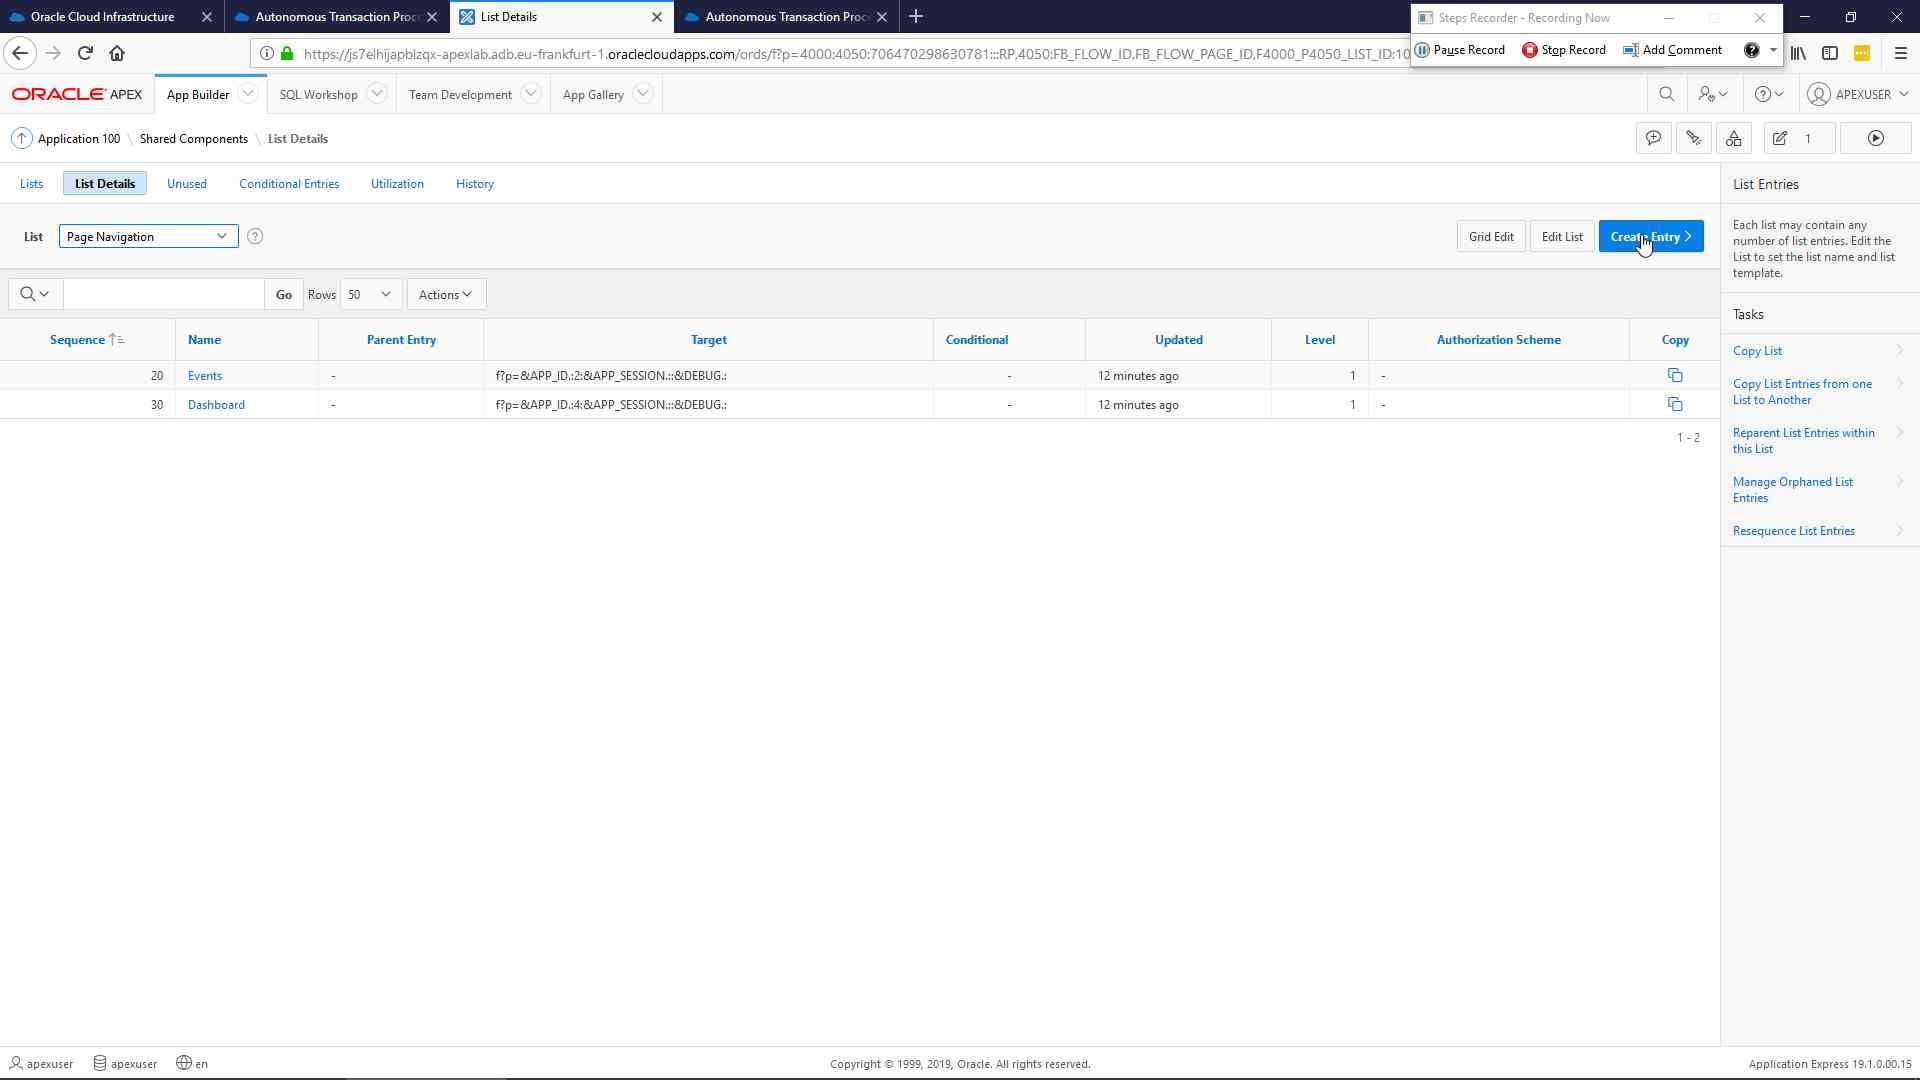 Oracle Cloud Infrastructure
Autonomous Transaction Proc
List Details
Autonomous Transaction Proc
Steps Recorder - Recording Now
https://js7elhijapblzqx-apexlab.adb.eu-frankfurt-1.oraclecloudapps.com/ords/f?p=4000:4050:706470298630781:::RP,4050:FB_FLOW_ID,FB_FLOW_PAGE_ID,F4000_P4050_LIST_ID:10
Pause Record Stop Record Add Comment
ORACLE APEX App Builder SQL Workshop Team Development App Gallery APEXUSER
Application 100 \ Shared Components \ List Details 1
Lists List Details Unused Conditional Entries Utilization History
List Page Navigation Grid Edit Edit List Create Entry
Go Rows 50 Actions
Sequence Name Parent Entry Target Conditional Updated Level Authorization Scheme Copy
20 Events - f?p=&APP_ID.:2:&APP_SESSION.::&DEBUG.: - 12 minutes ago 1 -
30 Dashboard - f?p=&APP_ID.:4:&APP_SESSION.::&DEBUG.: - 12 minutes ago 1 -
1 - 2
List Entries
Each list may contain any
number of list entries. Edit the
List to set the list name and list
template.
Tasks
Copy List
Copy List Entries from one
List to Another
Reparent List Entries within
this List
Manage Orphaned List
Entries
Resequence List Entries
apexuser apexuser en Copyright © 1999, 2019, Oracle. All rights reserved. Application Express 19.1.0.00.15